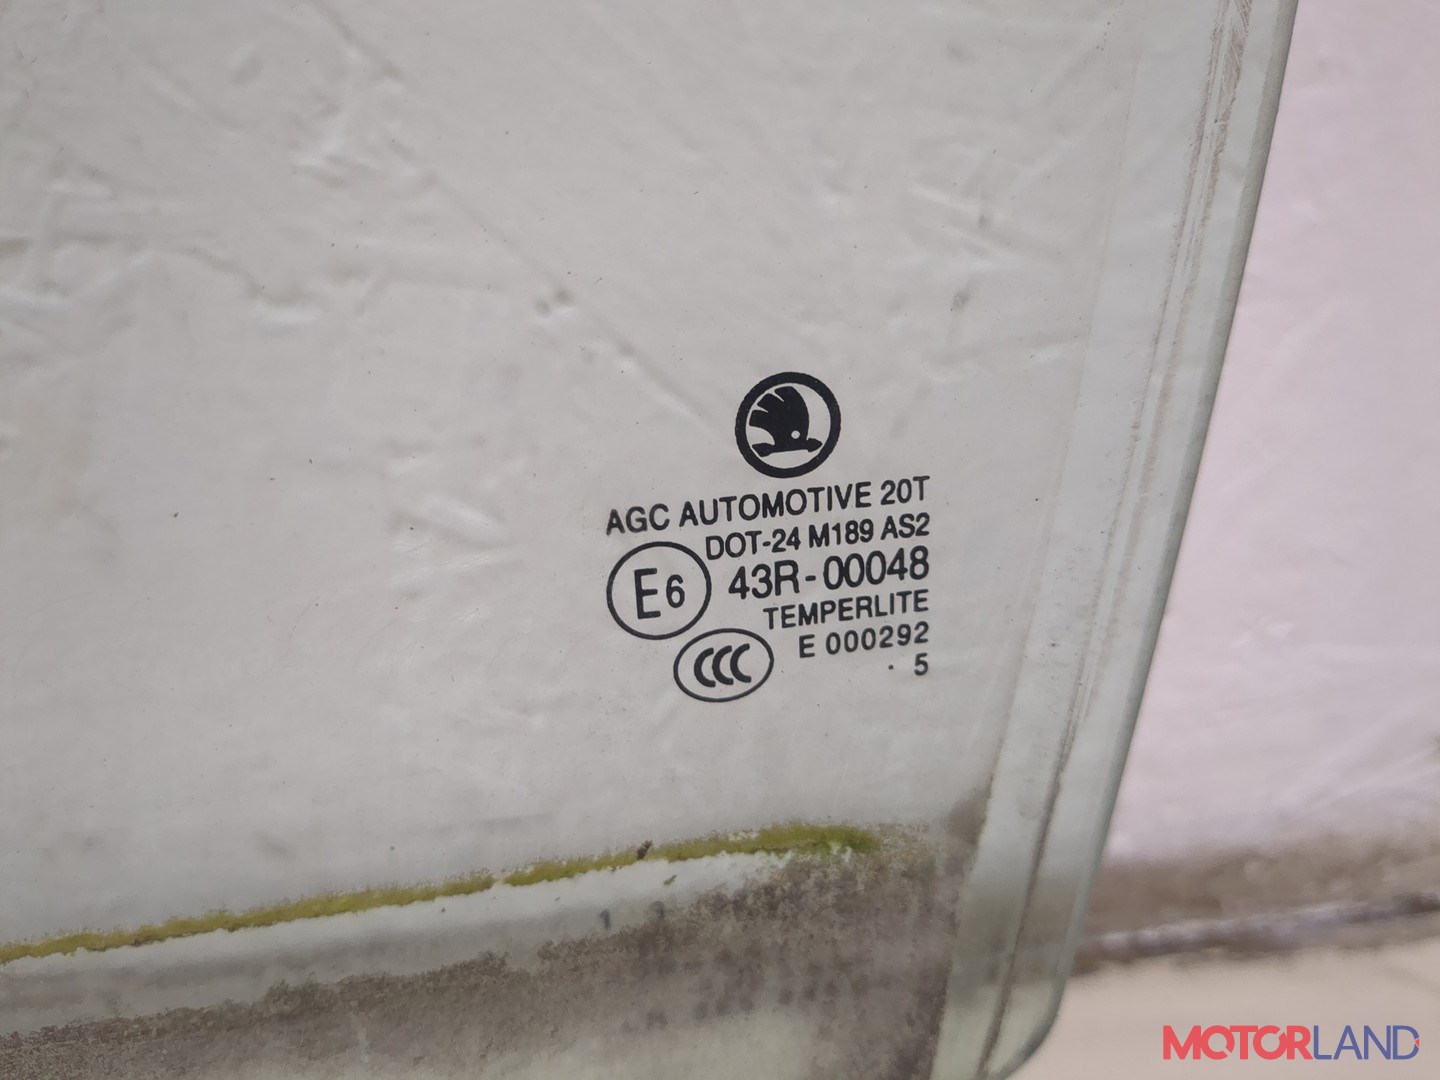 AGC AUTOMOTIVE 20T
DOT-24 M189 AS2
E6 43R-00048
TEMPERLITE
E 000292
CCC
· 5
MOTORLAND